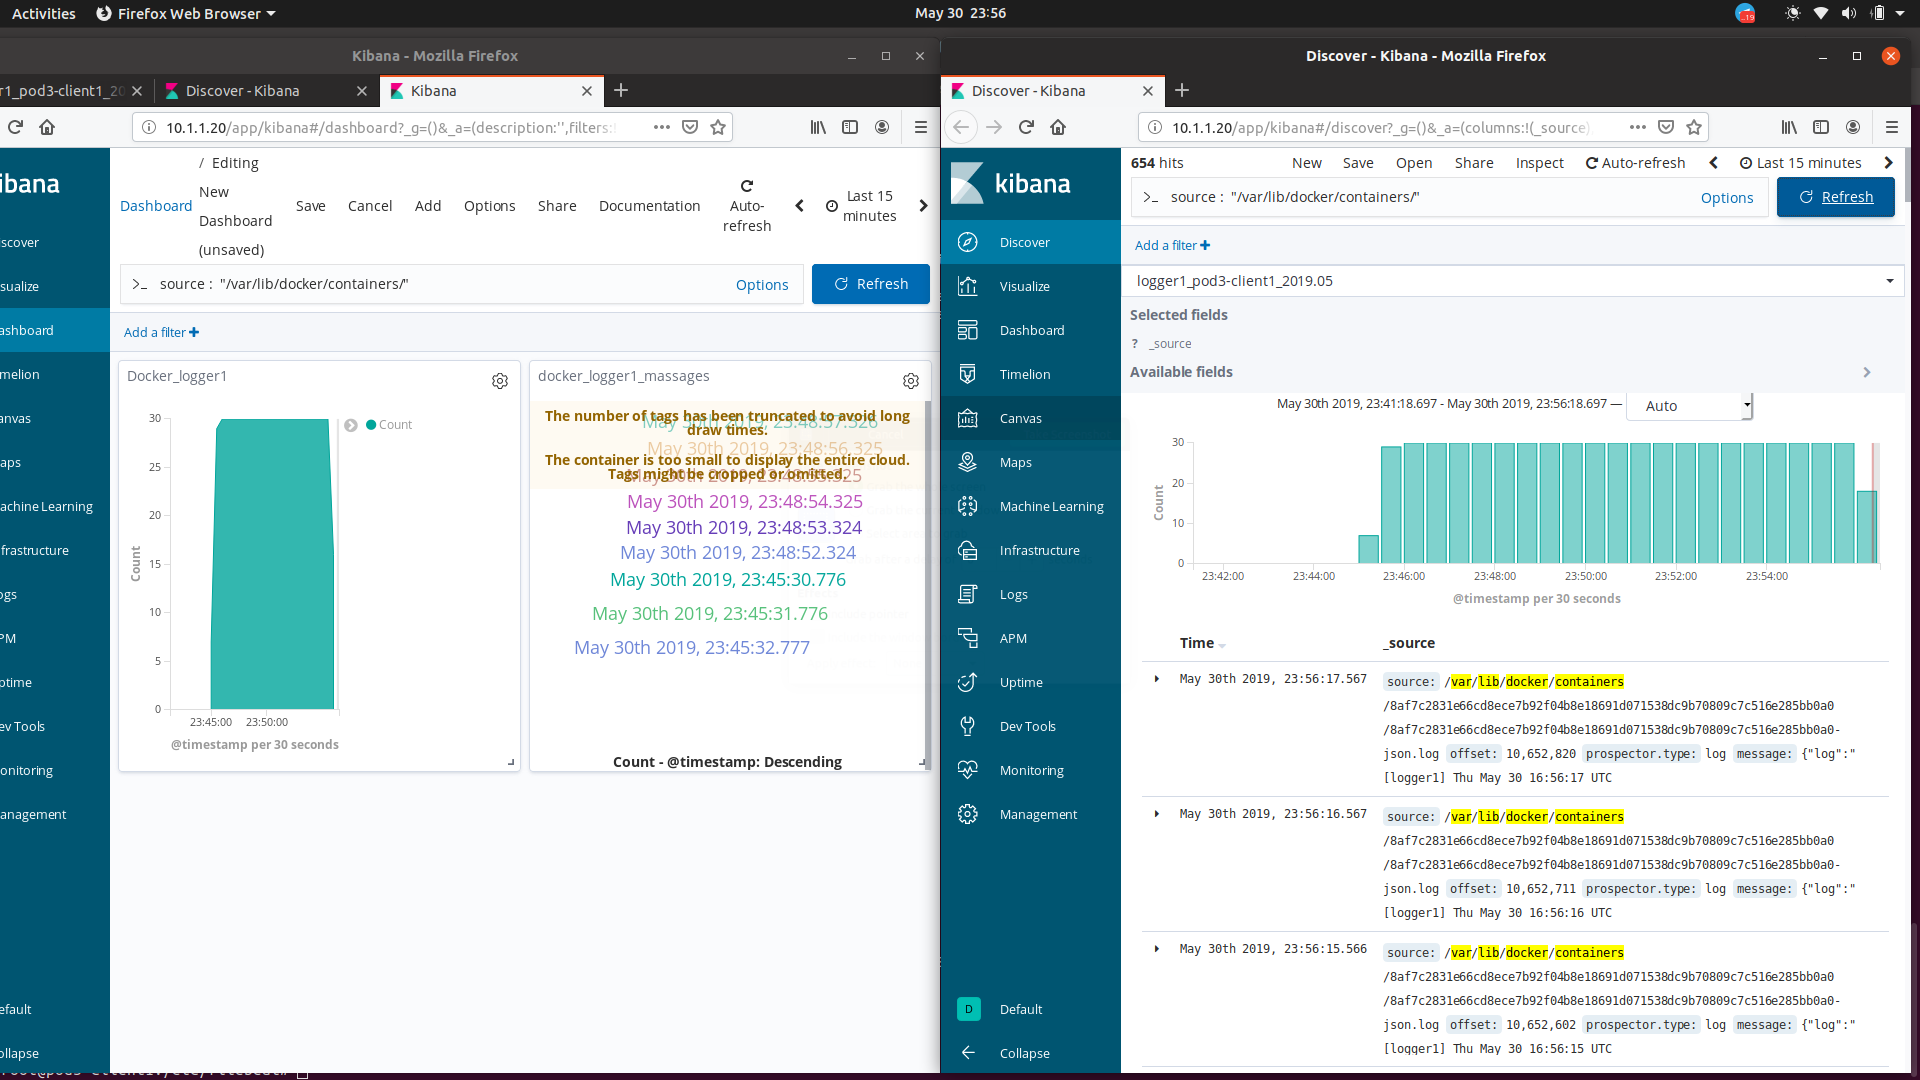 Activities
Firefox Web Browser
May 30 23:56
Kibana - Mozilla Firefox
r1_pod3-client1_20
Discover - Kibana
Kibana
10.1.1.20/app/kibana#/dashboard?_g=()&_a=(description:'',filters:
ibana
iscover
isualize
ashboard
melion
anvas
aps
achine Learning
frastructure
ogs
PM
ptime
ev Tools
onitoring
anagement
efault
ollapse
Dashboard
/ Editing
New
Dashboard
(unsaved)
Save
Cancel
Add
Options
Share
Documentation
Auto-
refresh
Last 15
minutes
>_ source : "/var/lib/docker/containers/"
Options
Refresh
Add a filter +
Docker_logger1
30
25
20
15
10
5
0
Count
Count
23:45:00
23:50:00
@timestamp per 30 seconds
docker_logger1_massages
The number of tags has been truncated to avoid long
draw times.
The container is too small to display the entire cloud.
Tags might be cropped or omitted.
May 30th 2019, 23:48:57.326
May 30th 2019, 23:48:56.325
May 30th 2019, 23:48:55.325
May 30th 2019, 23:48:54.325
May 30th 2019, 23:48:53.324
May 30th 2019, 23:48:52.324
May 30th 2019, 23:45:30.776
May 30th 2019, 23:45:31.776
May 30th 2019, 23:45:32.777
Count - @timestamp: Descending
Discover - Kibana - Mozilla Firefox
Discover - Kibana
10.1.1.20/app/kibana#/discover?_g=()&_a=(columns:!(_source)
kibana
Discover
Visualize
Dashboard
Timelion
Canvas
Maps
Machine Learning
Infrastructure
Logs
APM
Uptime
Dev Tools
Monitoring
Management
D
Default
Collapse
654 hits
New
Save
Open
Share
Inspect
Auto-refresh
Last 15 minutes
>_ source : "/var/lib/docker/containers/"
Options
Refresh
Add a filter +
logger1_pod3-client1_2019.05
Selected fields
? _source
Available fields
May 30th 2019, 23:41:18.697 - May 30th 2019, 23:56:18.697 —
Auto
30
20
10
0
Count
23:42:00
23:44:00
23:46:00
23:48:00
23:50:00
23:52:00
23:54:00
@timestamp per 30 seconds
Time
_source
May 30th 2019, 23:56:17.567
source: /var/lib/docker/containers
/8af7c2831e66cd8ece7b92f04b8e18691d071538dc9b70809c7c516e285bb0a0
/8af7c2831e66cd8ece7b92f04b8e18691d071538dc9b70809c7c516e285bb0a0-
json.log offset: 10,652,820 prospector.type: log message: {"log":"
[logger1] Thu May 30 16:56:17 UTC
May 30th 2019, 23:56:16.567
source: /var/lib/docker/containers
/8af7c2831e66cd8ece7b92f04b8e18691d071538dc9b70809c7c516e285bb0a0
/8af7c2831e66cd8ece7b92f04b8e18691d071538dc9b70809c7c516e285bb0a0-
json.log offset: 10,652,711 prospector.type: log message: {"log":"
[logger1] Thu May 30 16:56:16 UTC
May 30th 2019, 23:56:15.566
source: /var/lib/docker/containers
/8af7c2831e66cd8ece7b92f04b8e18691d071538dc9b70809c7c516e285bb0a0
/8af7c2831e66cd8ece7b92f04b8e18691d071538dc9b70809c7c516e285bb0a0-
json.log offset: 10,652,602 prospector.type: log message: {"log":"
[logger1] Thu May 30 16:56:15 UTC